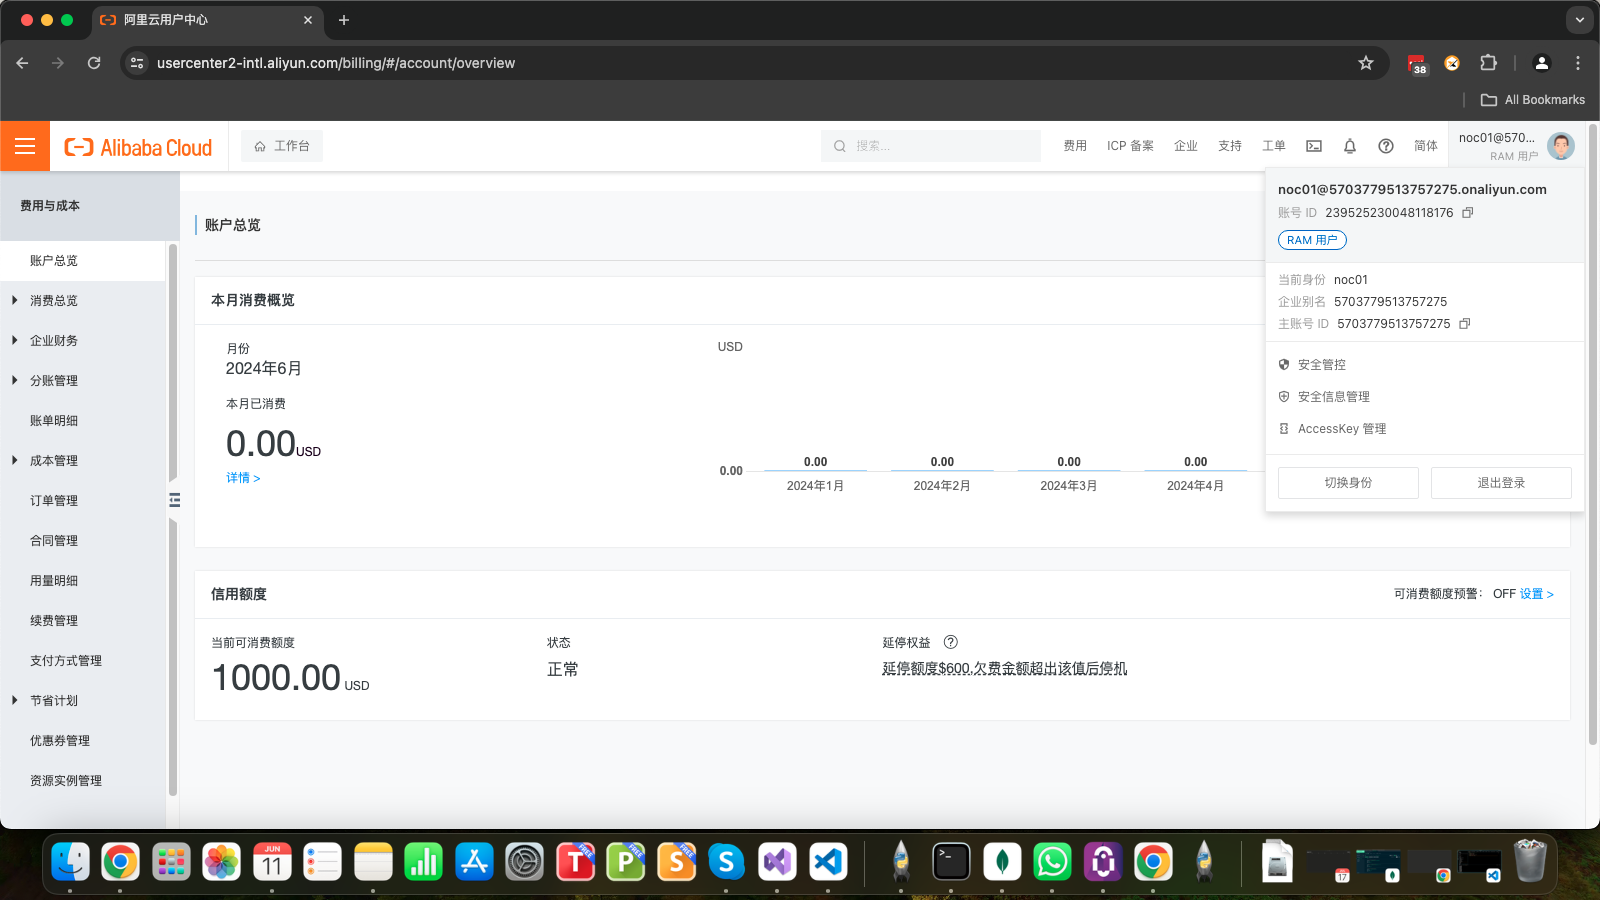 阿里云用户中心
usercenter2-intl.aliyun.com/billing/#/account/overview
38
All Bookmarks
Alibaba Cloud
工作台
搜索...
费用
ICP 备案
企业
支持
工单
简体
noc01@570...
RAM 用户
noc01@5703779513757275.onaliyun.com
账号 ID 239525230048118176
RAM 用户
当前身份 noc01
企业别名 5703779513757275
主账号 ID 5703779513757275
安全管控
安全信息管理
AccessKey 管理
切换身份
退出登录
费用与成本
账户总览
消费总览
企业财务
分账管理
账单明细
成本管理
订单管理
合同管理
用量明细
续费管理
支付方式管理
节省计划
优惠券管理
资源实例管理
账户总览
本月消费概览
月份
2024年6月
本月已消费
0.00USD
详情 >
USD
0.00
0.00
0.00
0.00
0.00
2024年1月
2024年2月
2024年3月
2024年4月
信用额度
可消费额度预警： OFF 设置 >
当前可消费额度
1000.00 USD
状态
正常
延停权益
延停额度$600,欠费金额超出该值后停机
JUN
11
T
FREE
P
FREE
S
FREE
S
>_
17